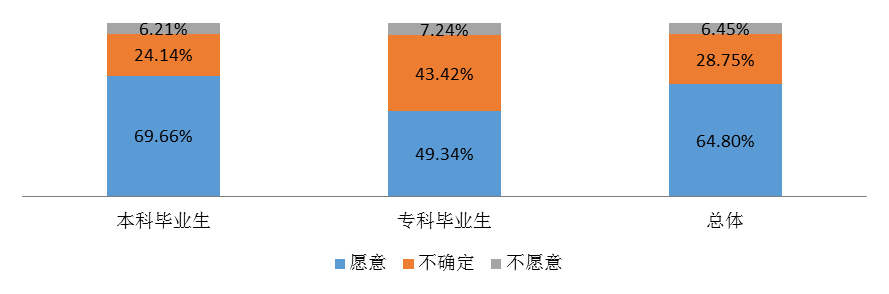 6.21% 7.24% 6.45%
24.14% 43.42% 28.75%
69.66% 49.34% 64.80%
本科毕业生 专科毕业生 总体
愿意 不确定 不愿意